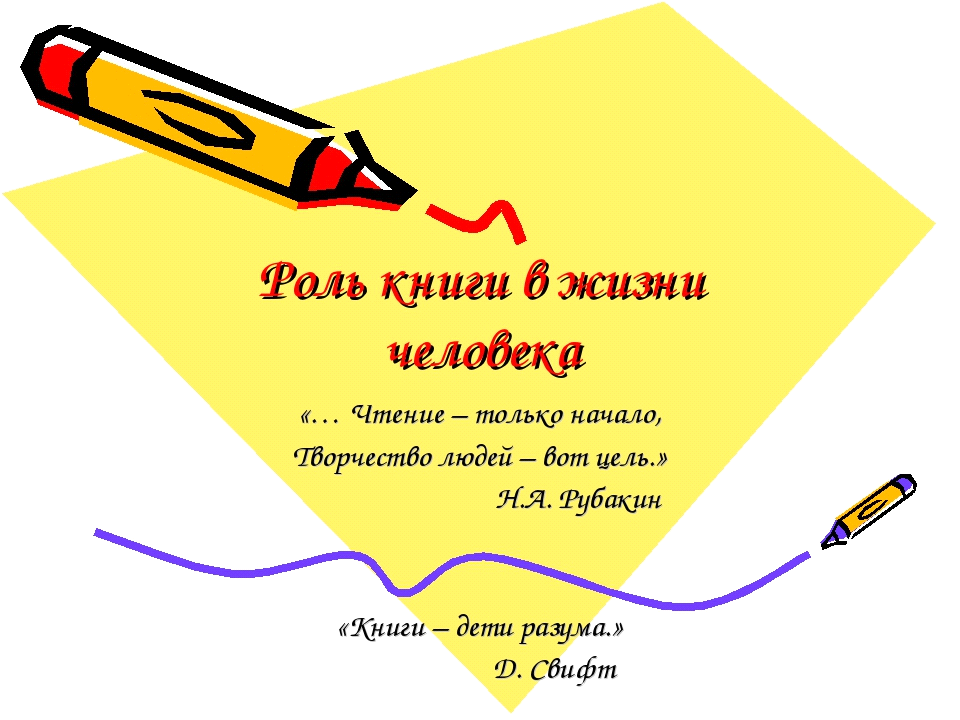 Роль книги в жизни
человека
«… Чтение – только начало,
Творчество людей – вот цель.»
Н.А. Рубакин
«Книги – дети разума.»
Д. Свифт